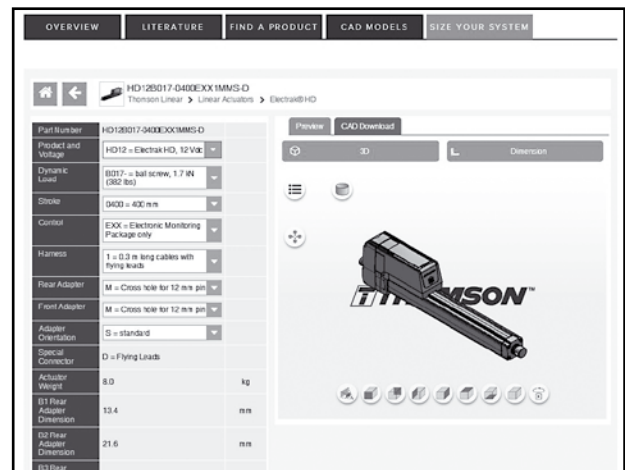 OVERVIEW
LITERATURE
FIND A PRODUCT
CAD MODELS
SIZE YOUR SYSTEM
HD12B017-0400EXX1MMS-D
Thomson Linear > Linear Actuators > Electrak® HD
Part Number HD12B017-0400EXX1MMS-D
Product and
Voltage
HD12 = Electrak HD, 12 Vdc
Dynamic
Load
B017- = ball screw, 1.7 kN
(382 lbs)
Stroke 0400 = 400 mm
Control
EXX = Electronic Monitoring
Package only
Harness
1 = 0.3 m long cables with
flying leads
Rear Adapter M = Cross hole for 12 mm pin
Front Adapter M = Cross hole for 12 mm pin
Adapter
Orientation
S = standard
Special
Connector
D = Flying Leads
Actuator
Weight
8.0 kg
B1 Rear
Adapter
Dimension
13.4 mm
B2 Rear
Adapter
Dimension
21.6 mm
B3 Rear
Preview
CAD Download
3D
Dimension
THOMSON™